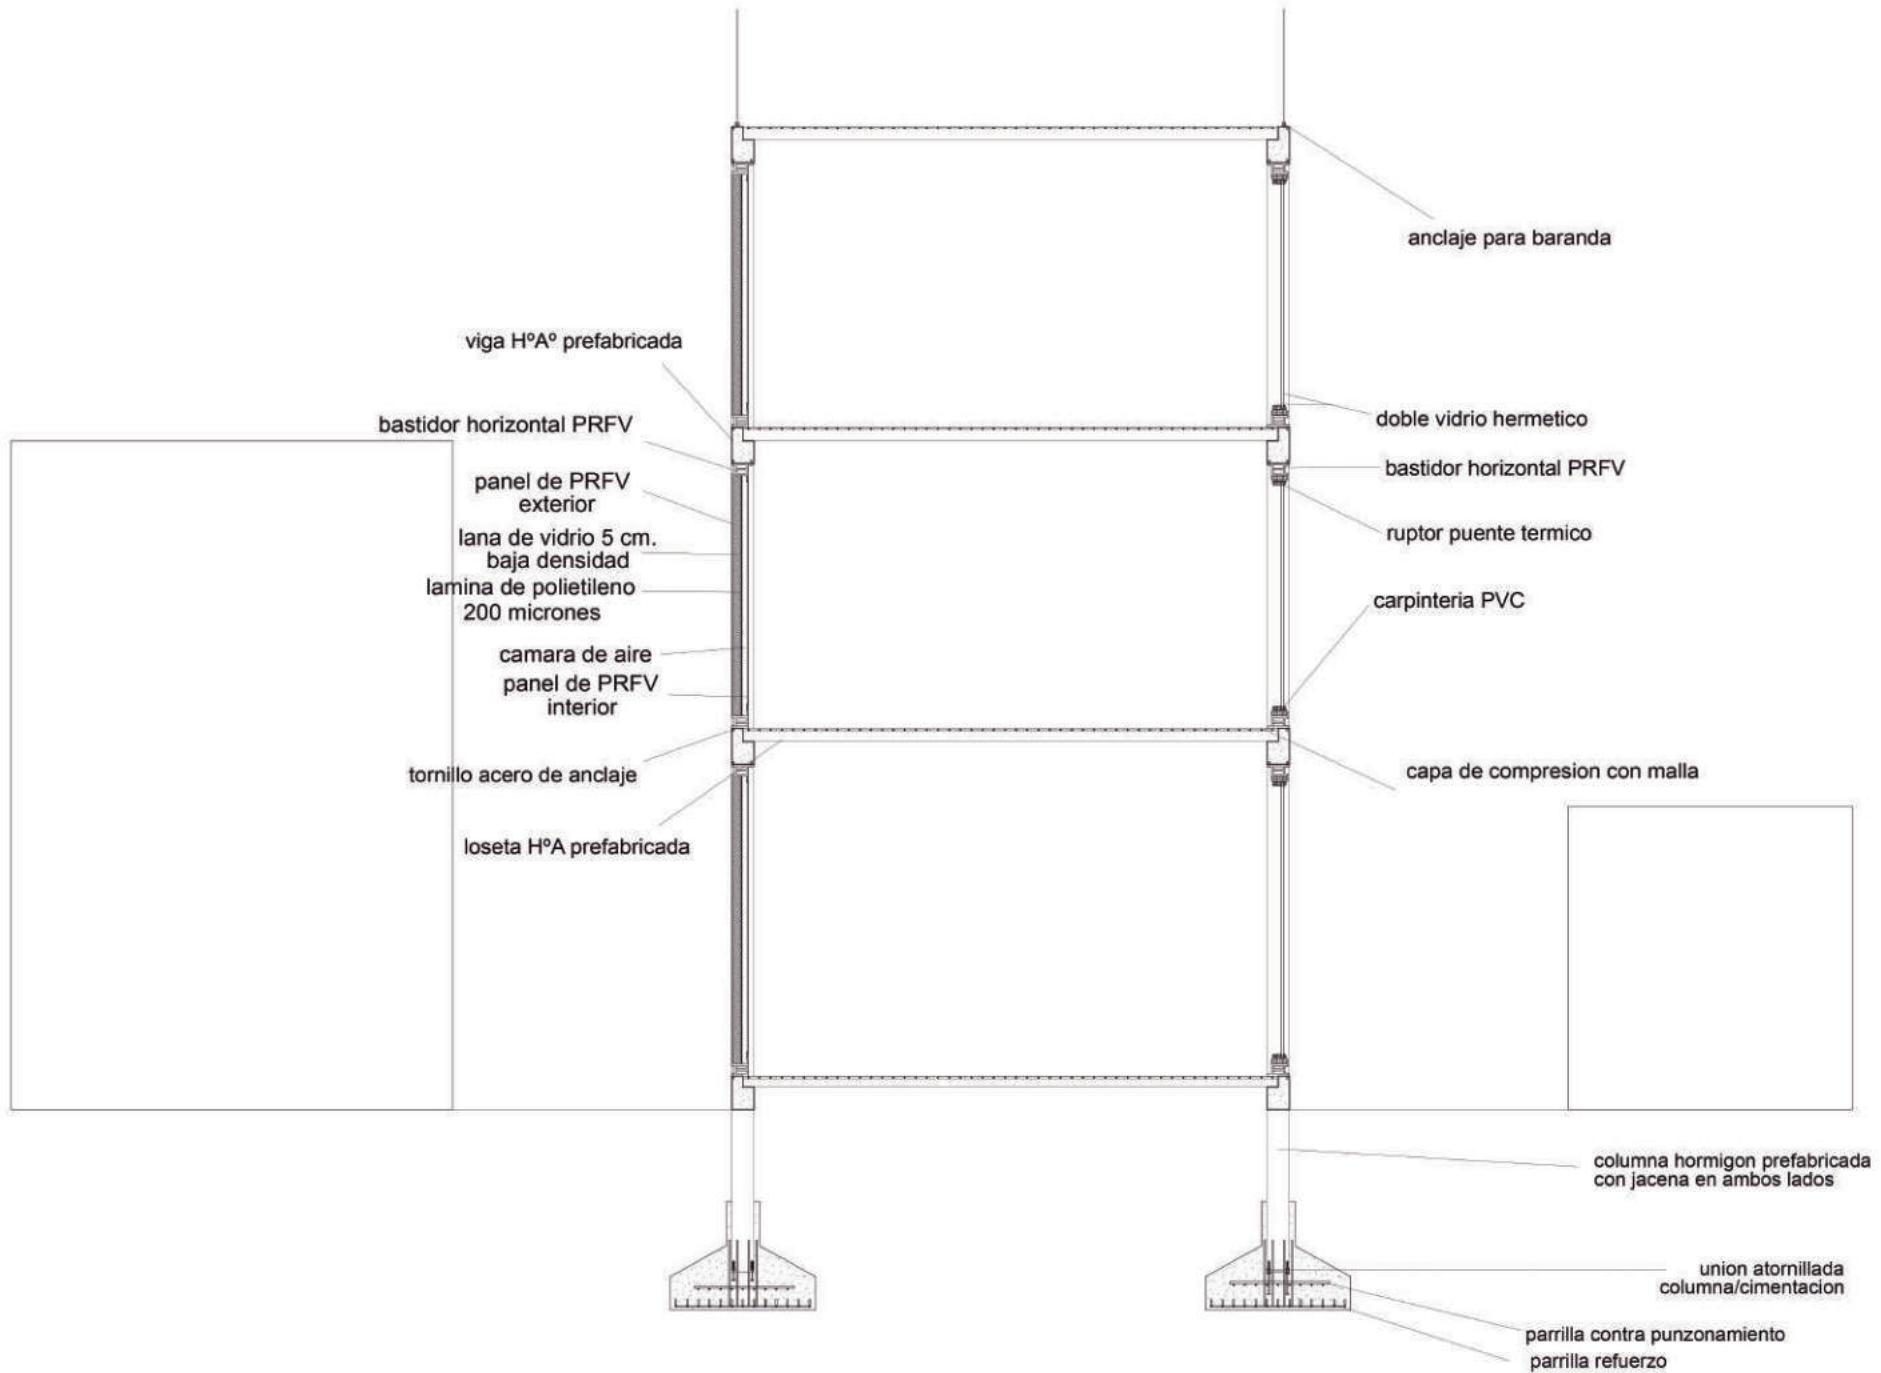 anclaje para baranda
viga HºAº prefabricada
bastidor horizontal PRFV
panel de PRFV
exterior
lana de vidrio 5 cm.
baja densidad
lamina de polietileno
200 micrones
camara de aire
panel de PRFV
interior
tornillo acero de anclaje
loseta HºA prefabricada
doble vidrio hermetico
bastidor horizontal PRFV
ruptor puente termico
carpinteria PVC
capa de compresion con malla
columna hormigon prefabricada
con jacena en ambos lados
union atornillada
columna/cimentacion
parrilla contra punzonamiento
parrilla refuerzo